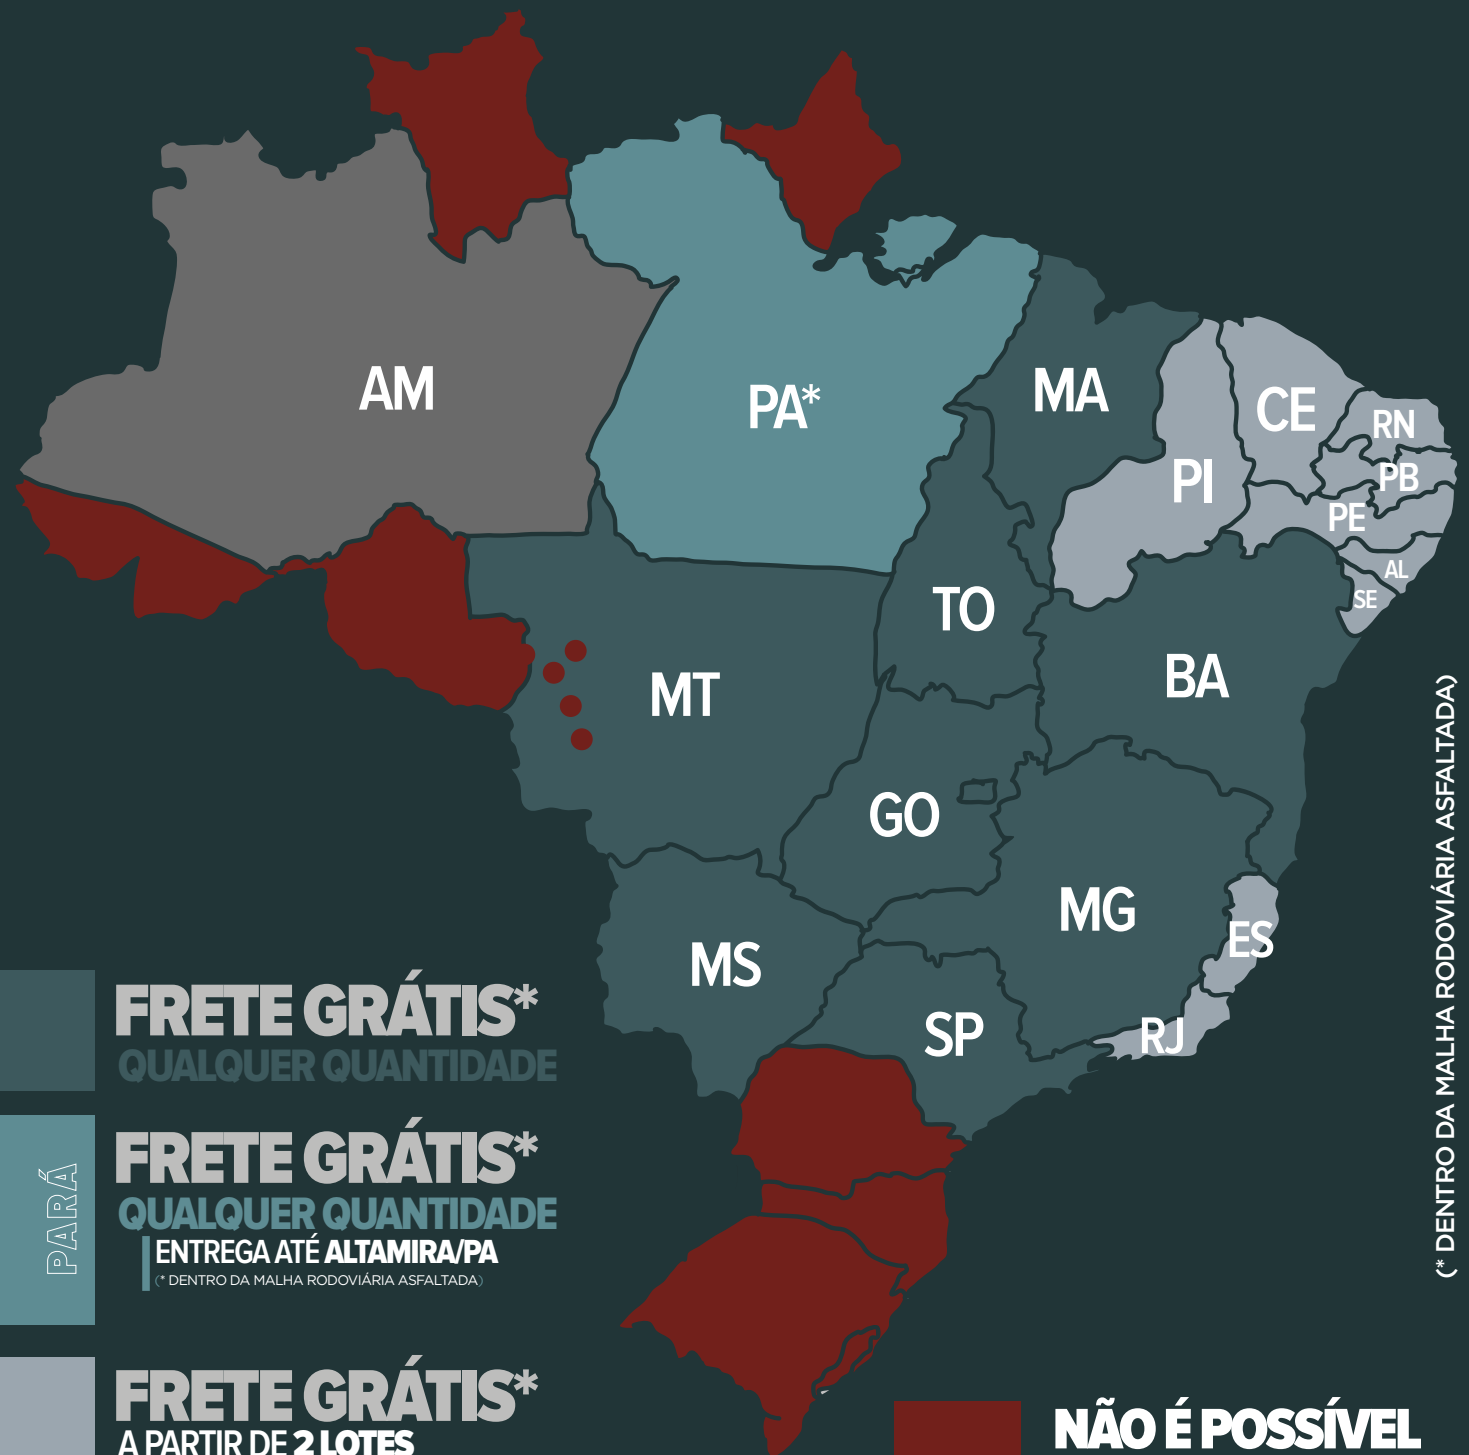 AM
PA*
MA
CE
RN
PI
PB
PE
AL
SE
TO
BA
MT
GO
MG
ES
MS
SP
RJ
FRETE GRÁTIS*
QUALQUER QUANTIDADE
PARÁ
FRETE GRÁTIS*
QUALQUER QUANTIDADE
ENTREGA ATÉ ALTAMIRA/PA
(* DENTRO DA MALHA RODOVIÁRIA ASFALTADA)
FRETE GRÁTIS*
A PARTIR DE 2 LOTES
NÃO É POSSÍVEL
(* DENTRO DA MALHA RODOVIÁRIA ASFALTADA)